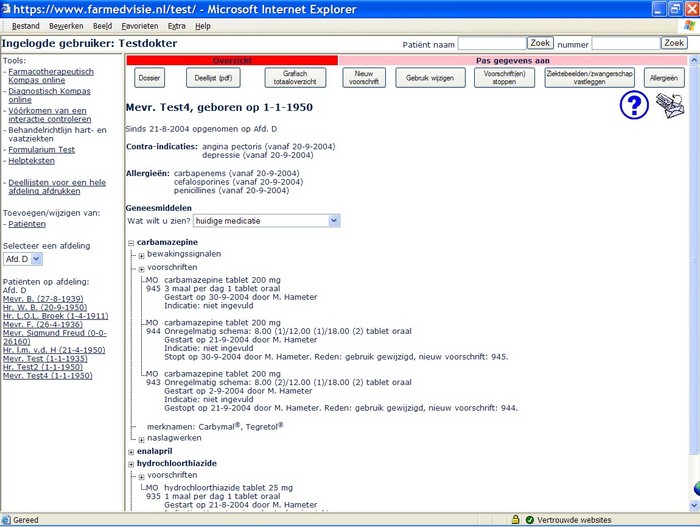 https://www.farmedvisie.nl/test/ - Microsoft Internet Explorer
Bestand Bewerken Beeld Favorieten Extra Help
Ingelogde gebruiker: Testdokter
Patiënt naam Zoek nummer Zoek
Tools:
- Farmacotherapeutisch
Kompas online
- Diagnostisch Kompas
online
- Vóórkomen van een
interactie controleren
- Behandelrichtlijn hart- en
vaatziekten
- Formularium Test
- Helpteksten
- Deellijsten voor een hele
afdeling afdrukken
Toevoegen/wijzigen van:
- Patiënten
Selecteer een afdeling
Afd. D
Patiënten op afdeling:
Afd. D
Mevr. B. (27-8-1939)
Hr. W.B. (20-9-1950)
Hr. L.O.L. Broek (1-4-1911)
Mevr. F. (26-4-1936)
Mevr. Sigmund Freud (0-0-
26160)
Hr. l.m. v.d. H (21-4-1950)
Mevr. Test (1-1-1935)
Hr. Test2 (1-1-1950)
Mevr. Test4 (1-1-1950)
Overzicht Pas gegevens aan
Dossier
Deellijst (pdf)
Grafisch
totaaloverzicht
Nieuw
voorschrift
Gebruik wijzigen
Voorschrift(en)
stoppen
Ziektebeelden/zwangerschap
vastleggen
Allergieën
Mevr. Test4, geboren op 1-1-1950
?
Sinds 21-8-2004 opgenomen op Afd. D
Contra-indicaties: angina pectoris (vanaf 20-9-2004)
depressie (vanaf 20-9-2004)
Allergieën: carbapenems (vanaf 20-9-2004)
cefalosporines (vanaf 20-9-2004)
penicillines (vanaf 20-9-2004)
Geneesmiddelen
Wat wilt u zien? huidige medicatie
carbamazepine
bewakingssignalen
voorschriften
MO carbamazepine tablet 200 mg
945 3 maal per dag 1 tablet oraal
Gestart op 30-9-2004 door M. Hameter
Indicatie: niet ingevuld
MO carbamazepine tablet 200 mg
944 Onregelmatig schema: 8.00 (1)/12.00 (1)/18.00 (2) tablet oraal
Gestart op 21-9-2004 door M. Hameter
Indicatie: niet ingevuld
Stopt op 30-9-2004 door M. Hameter. Reden: gebruik gewijzigd, nieuw voorschrift: 945.
MO carbamazepine tablet 200 mg
943 Onregelmatig schema: 8.00 (2)/12.00 (1)/18.00 (2) tablet oraal
Gestart op 2-9-2004 door M. Hameter
Indicatie: niet ingevuld
Gestopt op 21-9-2004 door M. Hameter. Reden: gebruik gewijzigd, nieuw voorschrift: 944.
merknamen: Carbymal®, Tegretol®
naslagwerken
enalapril
hydrochloorthiazide
voorschriften
MO hydrochloorthiazide tablet 25 mg
935 1 maal per dag 1 tablet oraal
Gestart op 21-8-2004 door M. Hameter
Gereed
Vertrouwde websites